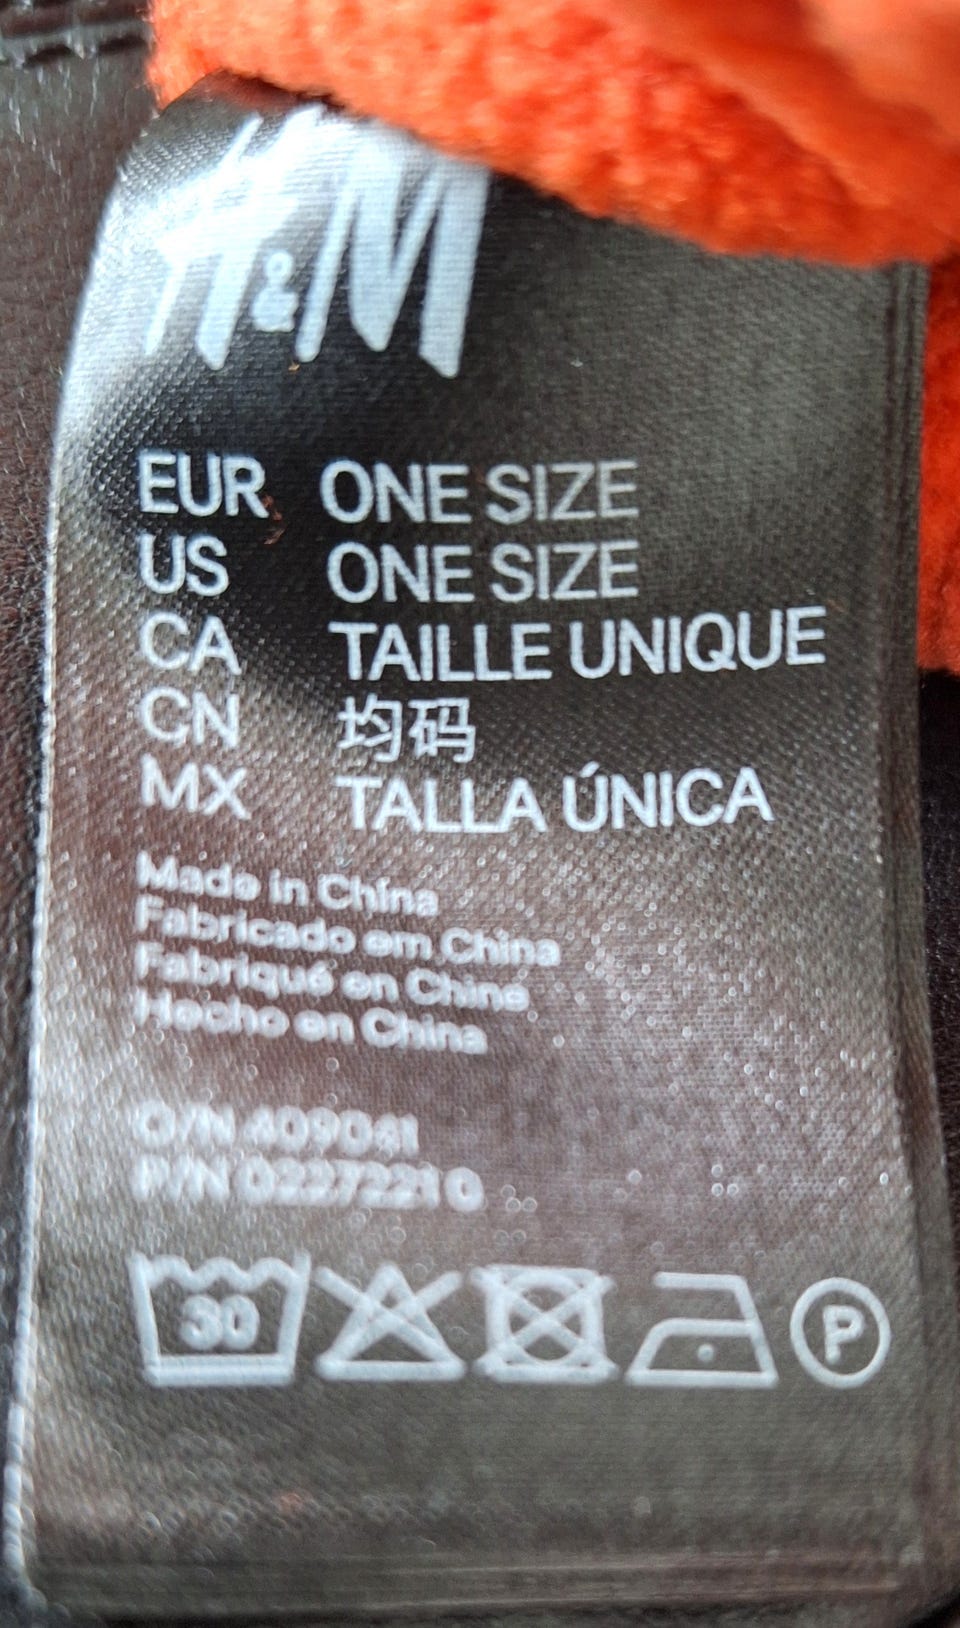 H&M
EUR ONE SIZE
US ONE SIZE
CA TAILLE UNIQUE
CN 均码
MX TALLA ÚNICA
Made in China
Fabricado em China
Fabriqué en Chine
Hecho en China
O/N 409041
P/N 02272210
30
P